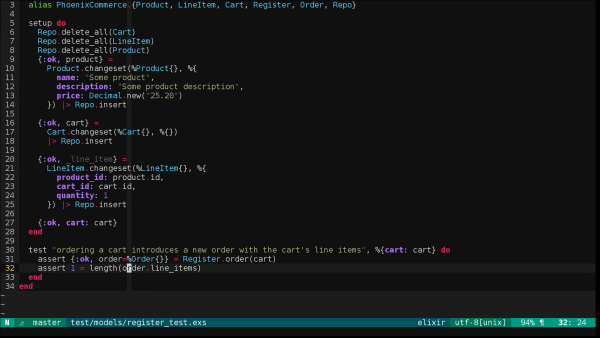 3 alias PhoenixCommerce.{Product, LineItem, Cart, Register, Order, Repo}
4
5 setup do
6 Repo.delete_all(Cart)
7 Repo.delete_all(LineItem)
8 Repo.delete_all(Product)
9 {:ok, product} =
10 Product.changeset(%Product{}, %{
11 name: "Some product",
12 description: "Some product description",
13 price: Decimal.new("25.20")
14 }) |> Repo.insert
15
16 {:ok, cart} =
17 Cart.changeset(%Cart{}, %{})
18 |> Repo.insert
19
20 {:ok, _line_item} =
21 LineItem.changeset(%LineItem{}, %{
22 product_id: product.id,
23 cart_id: cart.id,
24 quantity: 1
25 }) |> Repo.insert
26
27 {:ok, cart: cart}
28 end
29
30 test "ordering a cart introduces a new order with the cart's line items", %{cart: cart} do
31 assert {:ok, order=%Order{}} = Register.order(cart)
32 assert 1 = length(order.line_items)
33 end
34 end
~
~
N master test/models/register_test.exs elixir utf-8[unix] 94% ¶ 32: 24